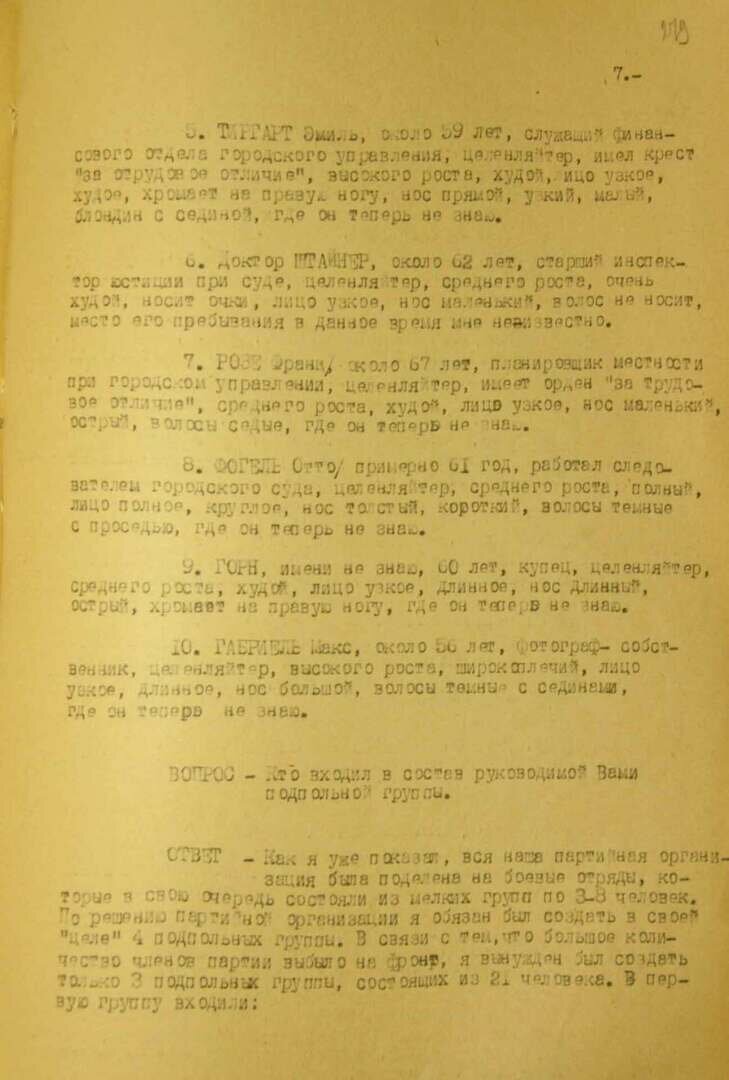 7.-
5. ТИРГАРТ Эмиль, около 59 лет, служащий финан-
сового отдела городского управления, целенляйтер, имел крест
"за отрудовое отличие", высокого роста, худой, лицо узкое,
худое, хромает на правую ногу, нос прямой, узкий, малый,
блондин с сединой, где он теперь не знаю.
6. Доктор ШТАЙНЕР, около 62 лет, старший инспек-
тор юстиции при суде, целенляйтер, среднего роста, очень
худой, носит очки, лицо узкое, нос маленький, волос не носит,
место его пребывания в данное время мне неизвестно.
7. РОЗЕ Франц, около 67 лет, планировщик местности
при городском управлении, целенляйтер, имеет орден "за трудо-
вое отличие", среднего роста, худой, лицо узкое, нос маленький,
острый, волосы седые, где он теперь не знаю.
8. ФОГЕЛЬ Отто/ примерно 61 год, работал следо-
вателем городского суда, целенляйтер, среднего роста, полный,
лицо полное, круглое, нос толстый, короткий, волосы темные
с проседью, где он теперь не знаю.
9. ГОРН, имени не знаю, 60 лет, купец, целенляйтер,
среднего роста, худой, лицо узкое, длинное, нос длинный,
острый, хромает на правую ногу, где он теперь не знаю.
10. ГАБРИЕЛЬ Макс, около 56 лет, фотограф- собст-
венник, целенляйтер, высокого роста, широкоплечий, лицо
узкое, длинное, нос большой, волосы темные с сединами,
где он теперь не знаю.
ВОПРОС - Кто входил в состав руководимой Вами
подпольной группы.
ОТВЕТ - Как я уже показал, вся наша партийная органи-
зация была поделена на боевые отряды, ко-
торые в свою очередь состояли из мелких групп по 3-8 человек.
По решению партийной организации я обязан был создать в своей
"целе" 4 подпольных группы. В связи с тем,что большое коли-
чество членов партии выбыло на фронт, я вынужден был создать
только 3 подпольных группы, состоящих из 21 человека. В пер-
вую группу входили: